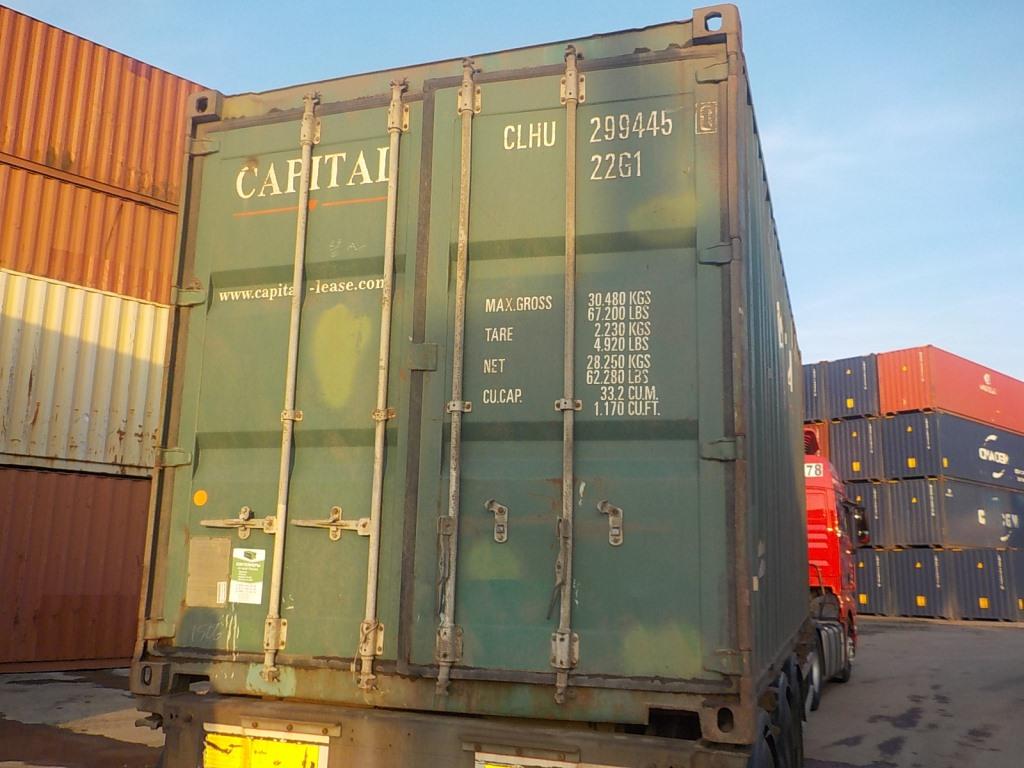 CAPITAL
www.capital-lease.com
CLHU 299445
22G1
MAX.GROSS 30.480 KGS
67.200 LBS
TARE 2.230 KGS
4.920 LBS
NET 28.250 KGS
62.280 LBS
CU.CAP. 33.2 CU.M.
1.170 CU.FT.
КОНТЕЙНЕРЫ
78